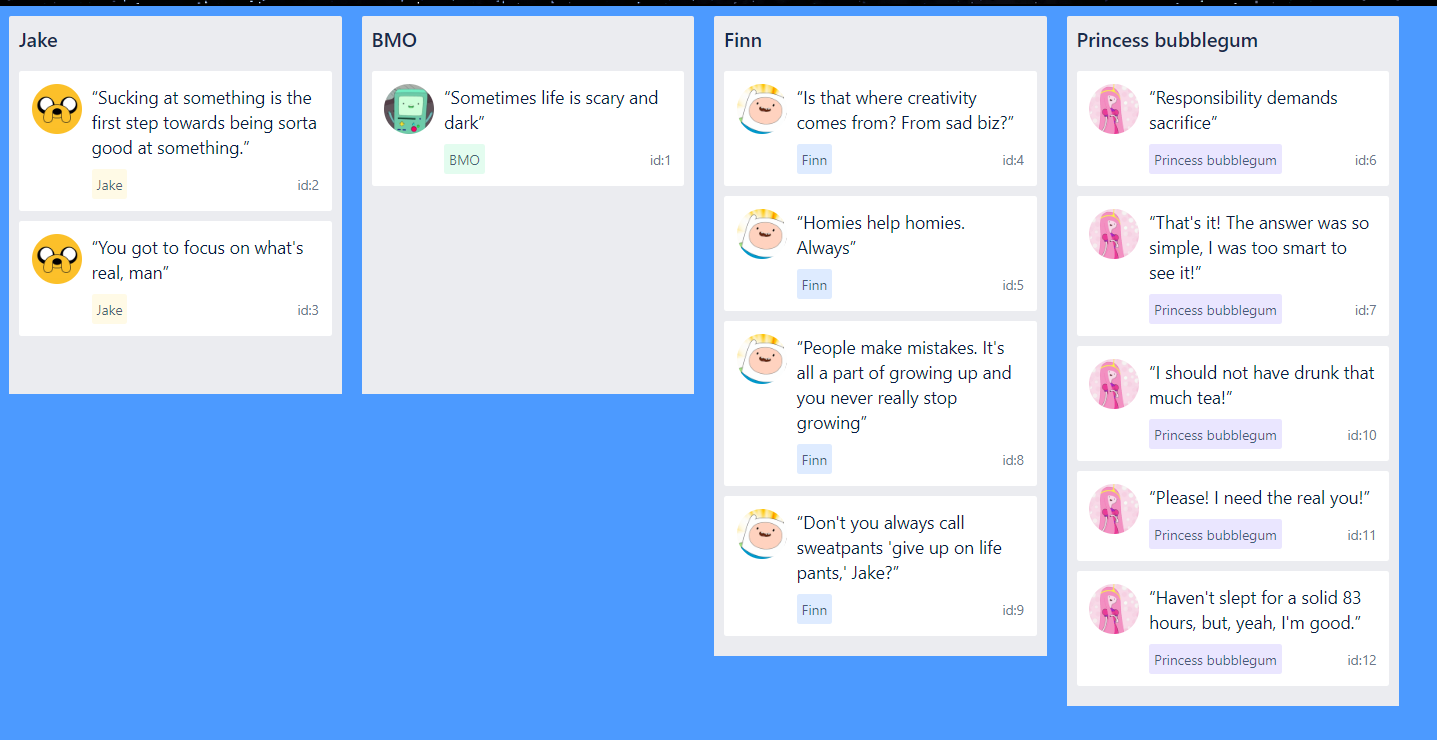 Jake
“Sucking at something is the
first step towards being sorta
good at something.”
Jake
id:2
“You got to focus on what's
real, man”
Jake
id:3
BMO
“Sometimes life is scary and
dark”
BMO
id:1
Finn
“Is that where creativity
comes from? From sad biz?”
Finn
id:4
“Homies help homies.
Always”
Finn
id:5
“People make mistakes. It's
all a part of growing up and
you never really stop
growing”
Finn
id:8
“Don't you always call
sweatpants 'give up on life
pants,' Jake?”
Finn
id:9
Princess bubblegum
“Responsibility demands
sacrifice”
Princess bubblegum
id:6
“That's it! The answer was so
simple, I was too smart to
see it!”
Princess bubblegum
id:7
“I should not have drunk that
much tea!”
Princess bubblegum
id:10
“Please! I need the real you!”
Princess bubblegum
id:11
“Haven't slept for a solid 83
hours, but, yeah, I'm good.”
Princess bubblegum
id:12